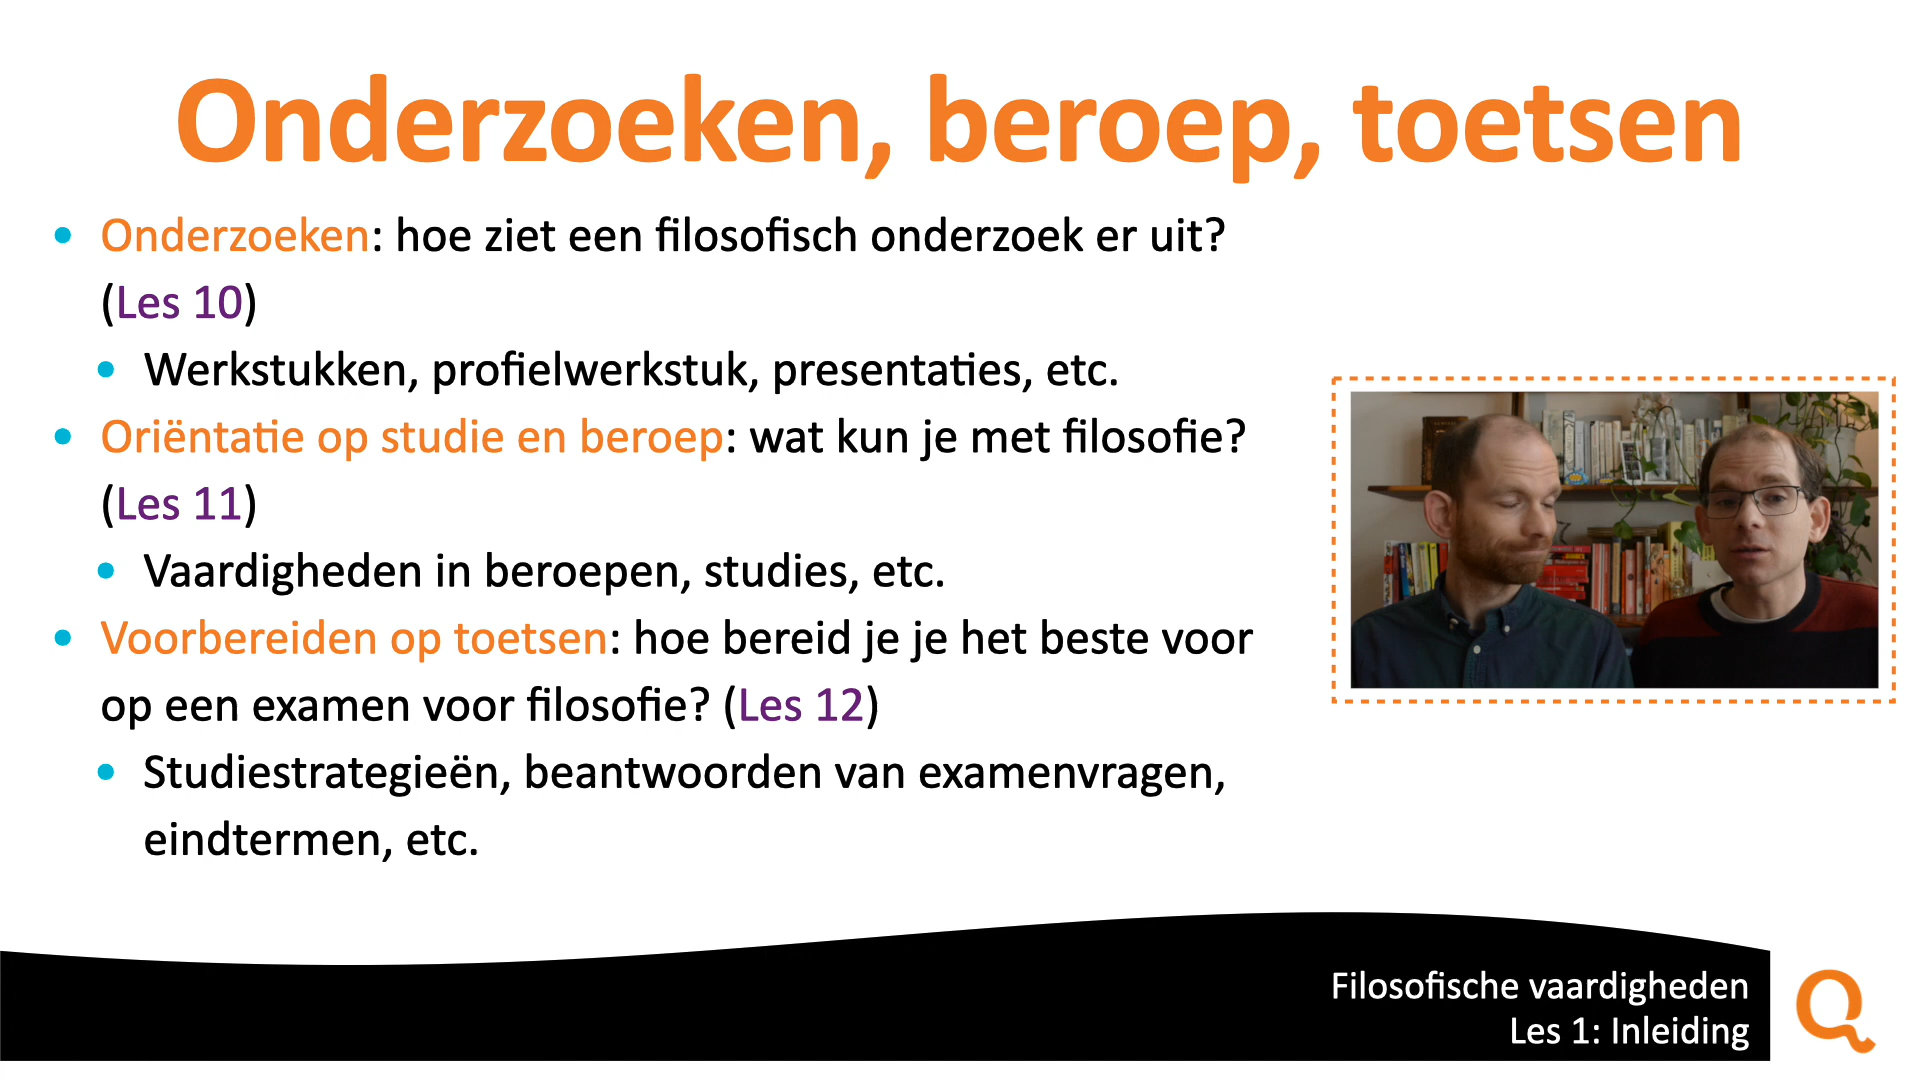 Onderzoeken, beroep, toetsen
• Onderzoeken: hoe ziet een filosofisch onderzoek er uit?
(Les 10)
• Werkstukken, profielwerkstuk, presentaties, etc.
• Oriëntatie op studie en beroep: wat kun je met filosofie?
(Les 11)
• Vaardigheden in beroepen, studies, etc.
• Voorbereiden op toetsen: hoe bereid je je het beste voor
op een examen voor filosofie? (Les 12)
• Studiestrategieën, beantwoorden van examenvragen,
eindtermen, etc.
Filosofische vaardigheden
Les 1: Inleiding
Q